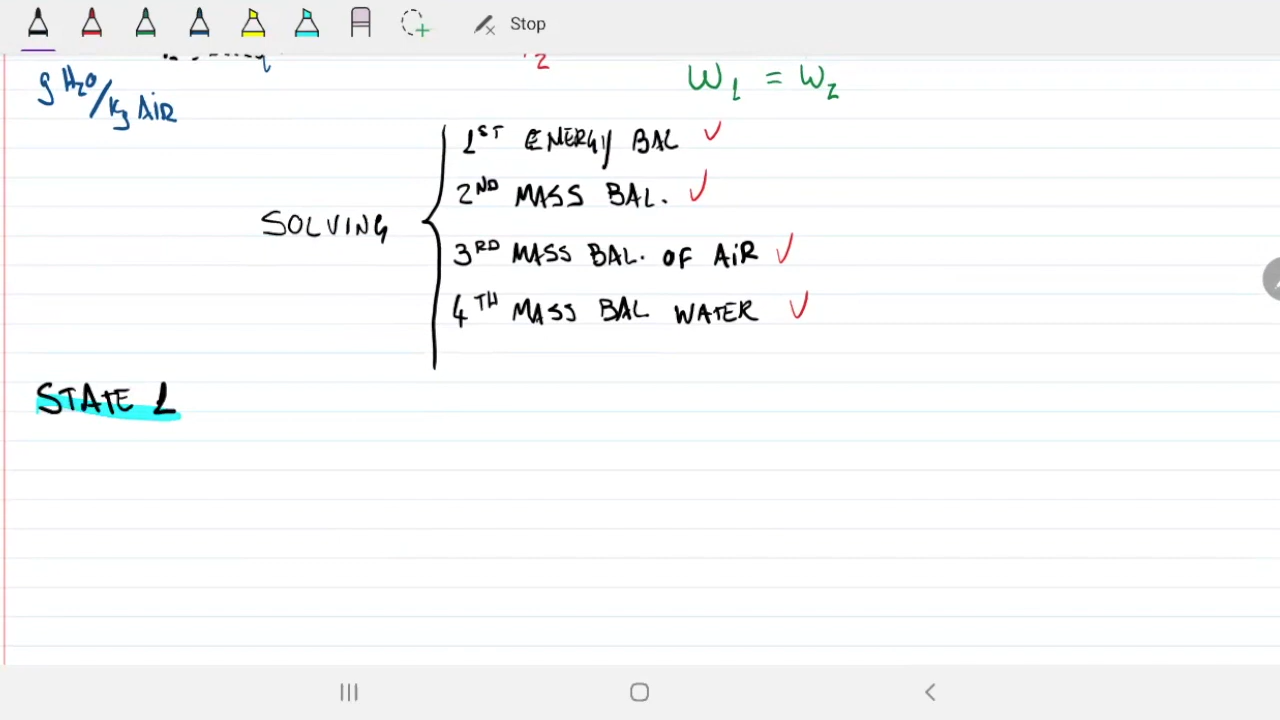 Stop
g H2O/Kg AiR
W1 = W2
1ST ENERGY BAL ✓
2ND MASS BAL. ✓
SOLVING
3RD MASS BAL. OF AiR ✓
4TH MASS BAL WATER ✓
STATE 1